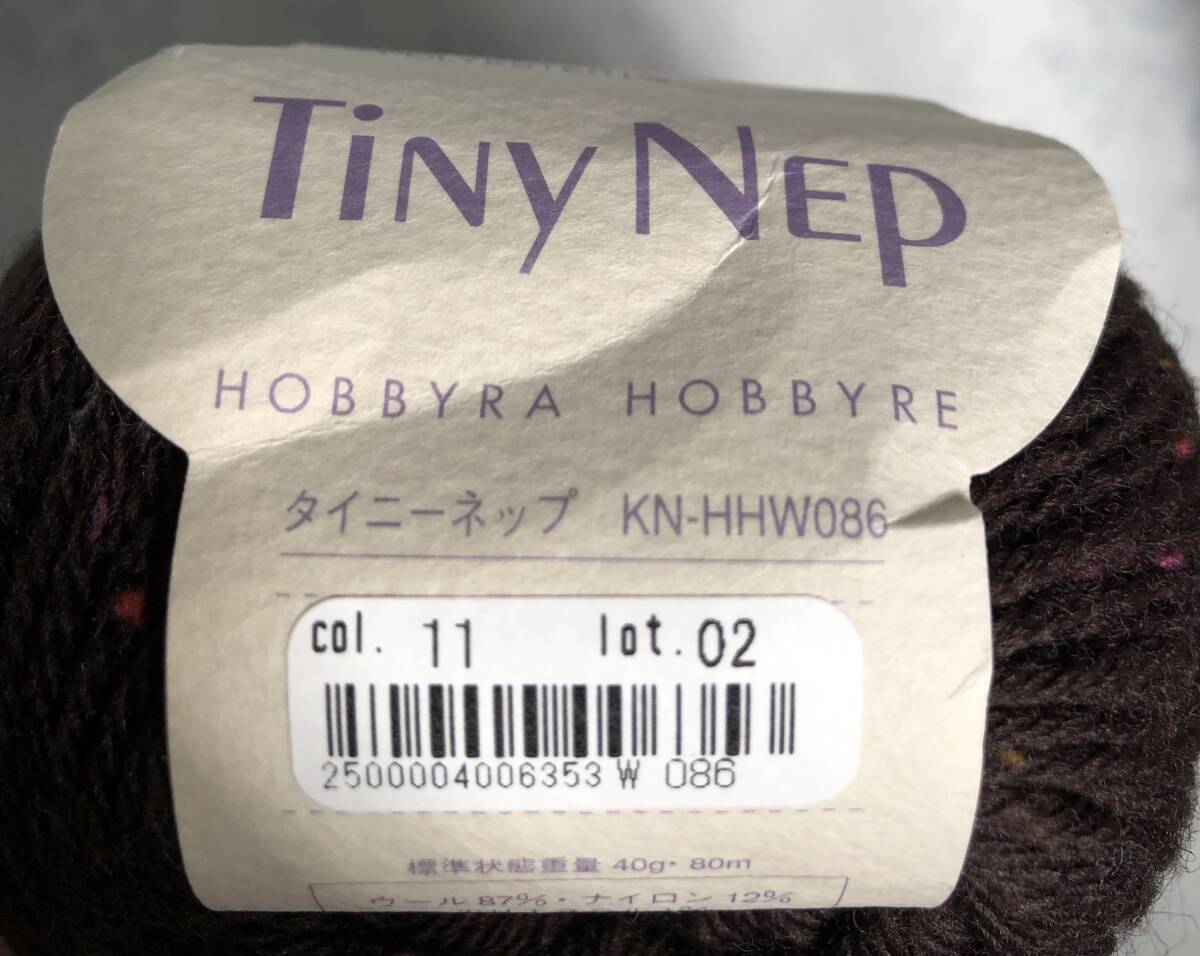 Tiny Nep
HOBBYRA HOBBYRE
タイニーネップ KN-HHW086
col. 11 lot. 02
2500004006353 W 086
標準状態重量 40g・80m
ウール 87%・ナイロン 12%